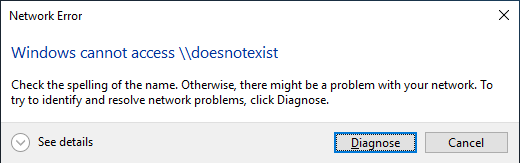 Network Error
Windows cannot access \\doesnotexist
Check the spelling of the name. Otherwise, there might be a problem with your network. To
try to identify and resolve network problems, click Diagnose.
See details
Diagnose
Cancel